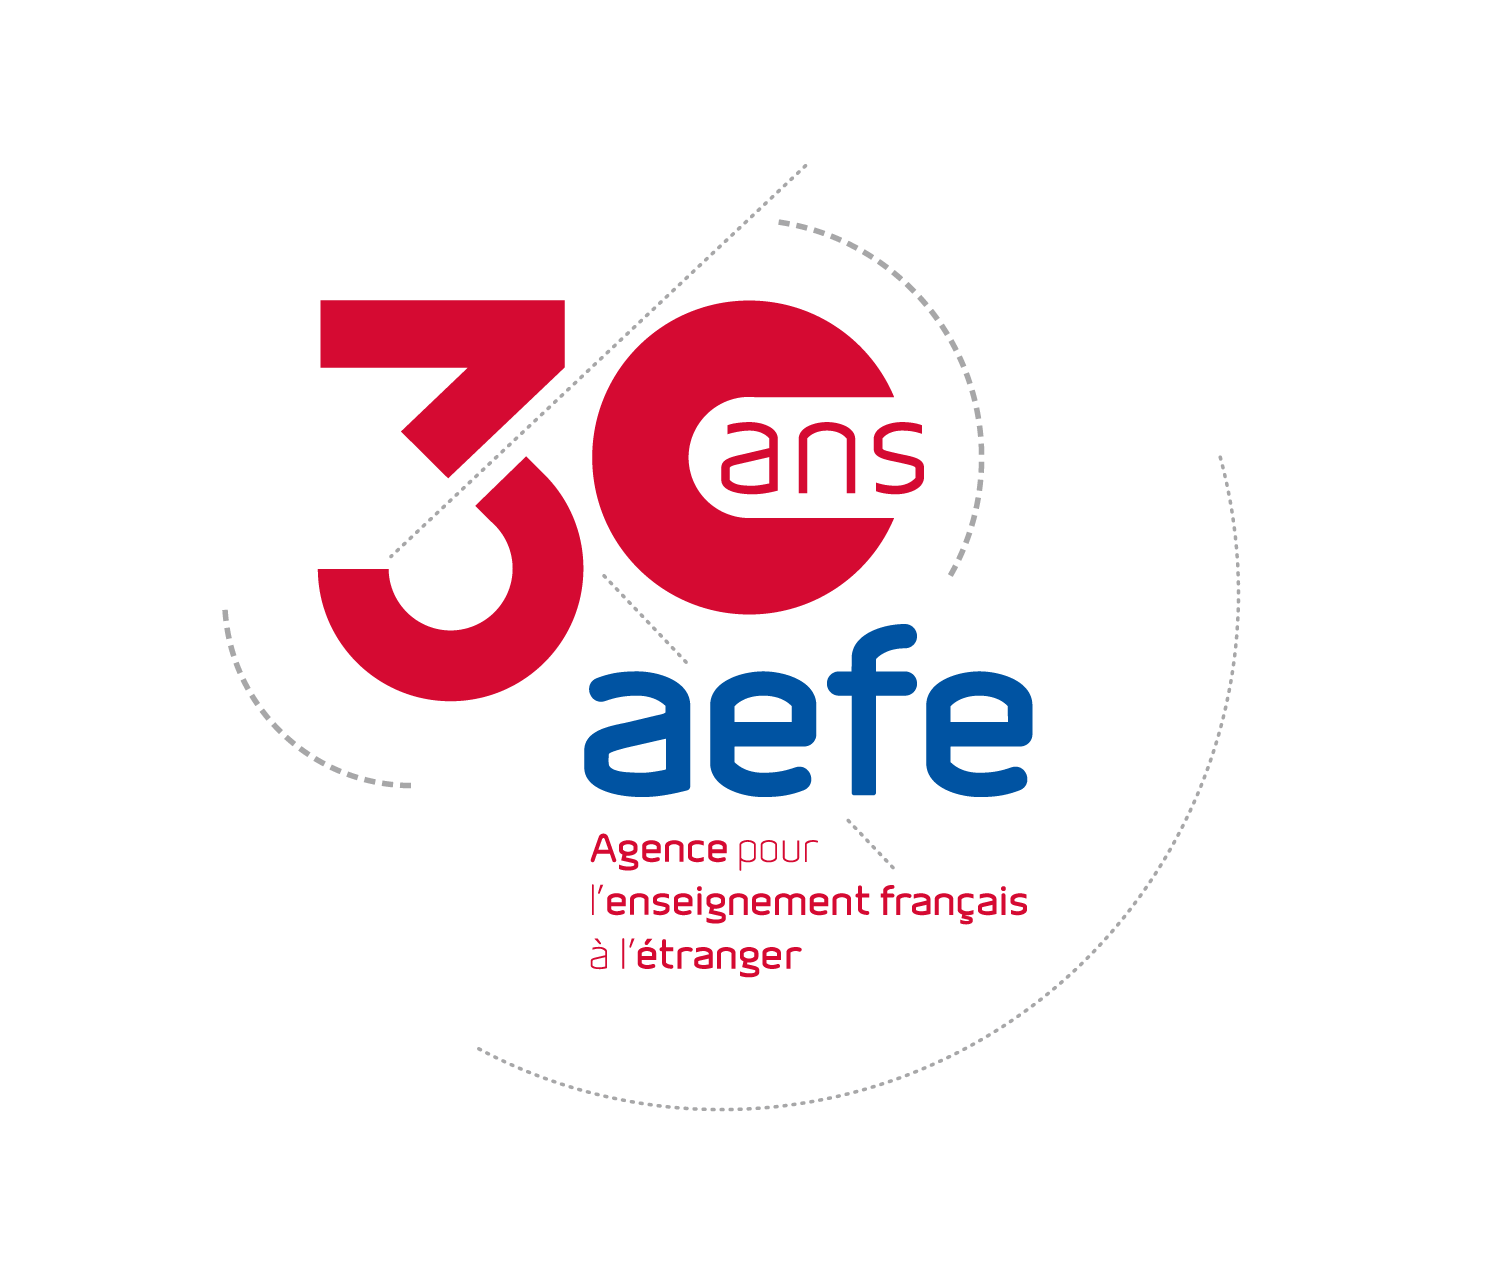 30 ans
aefe
Agence pour
l'enseignement français
à l'étranger